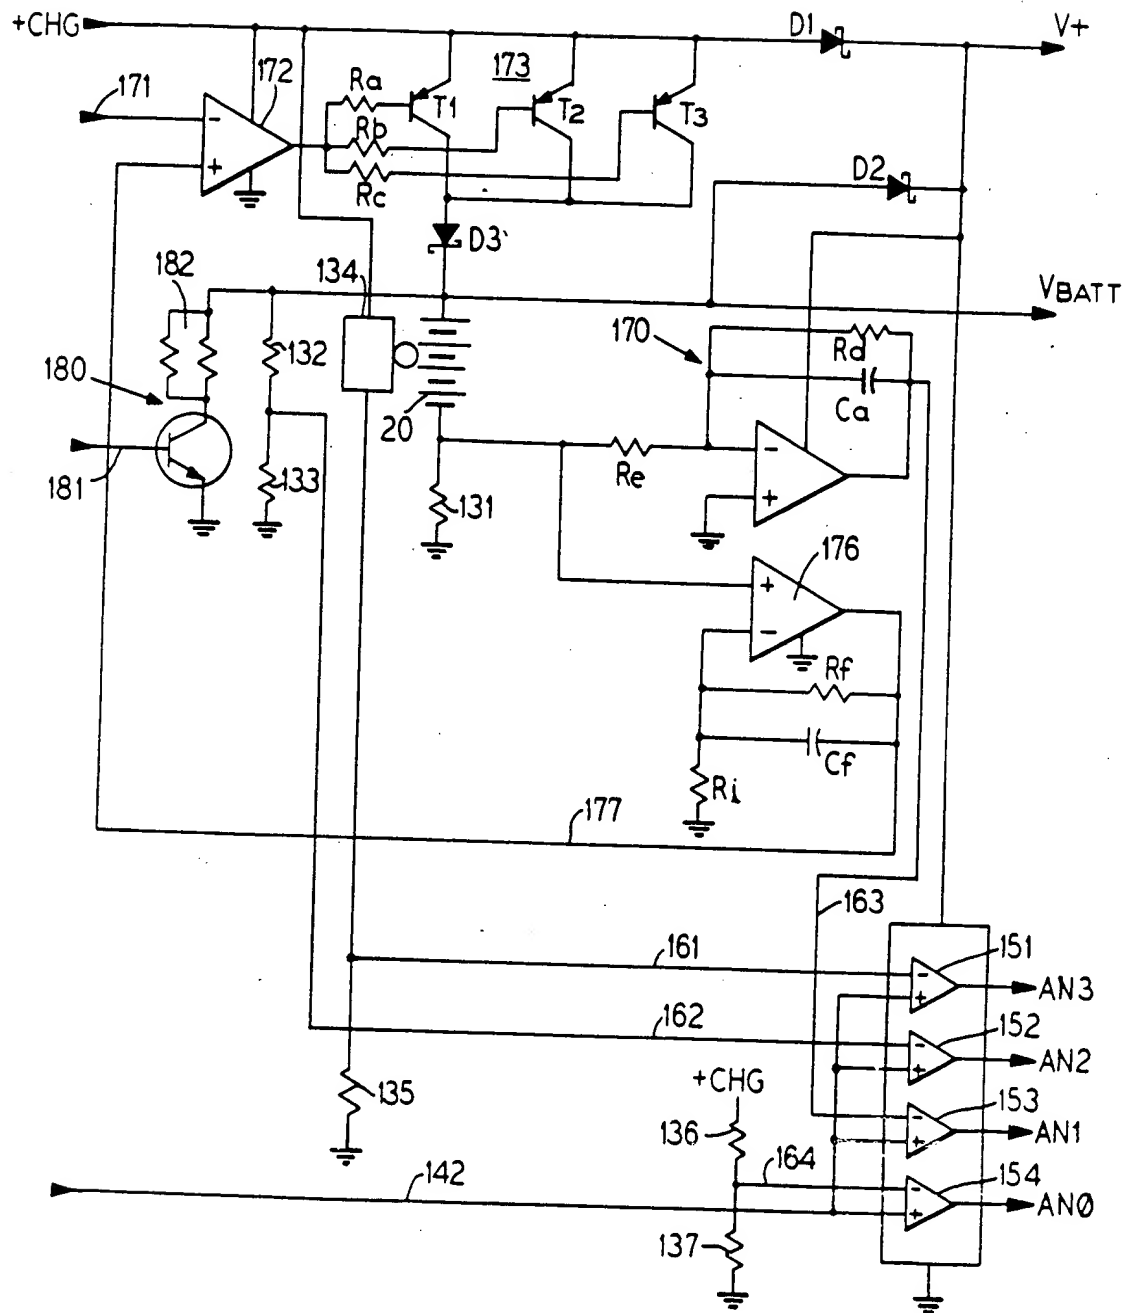 +CHG
D1
V+
171
172
Ra
T1
173
T2
T3
Rb
Rc
D2
D3
182
134
VBATT
170
Rd
Ca
180
132
20
Re
181
133
131
176
Rf
Cf
Ri
177
163
161
151
AN3
162
152
AN2
+CHG
135
153
136
AN1
164
142
154
AN0
137
- + - + + - - + - + - + - +